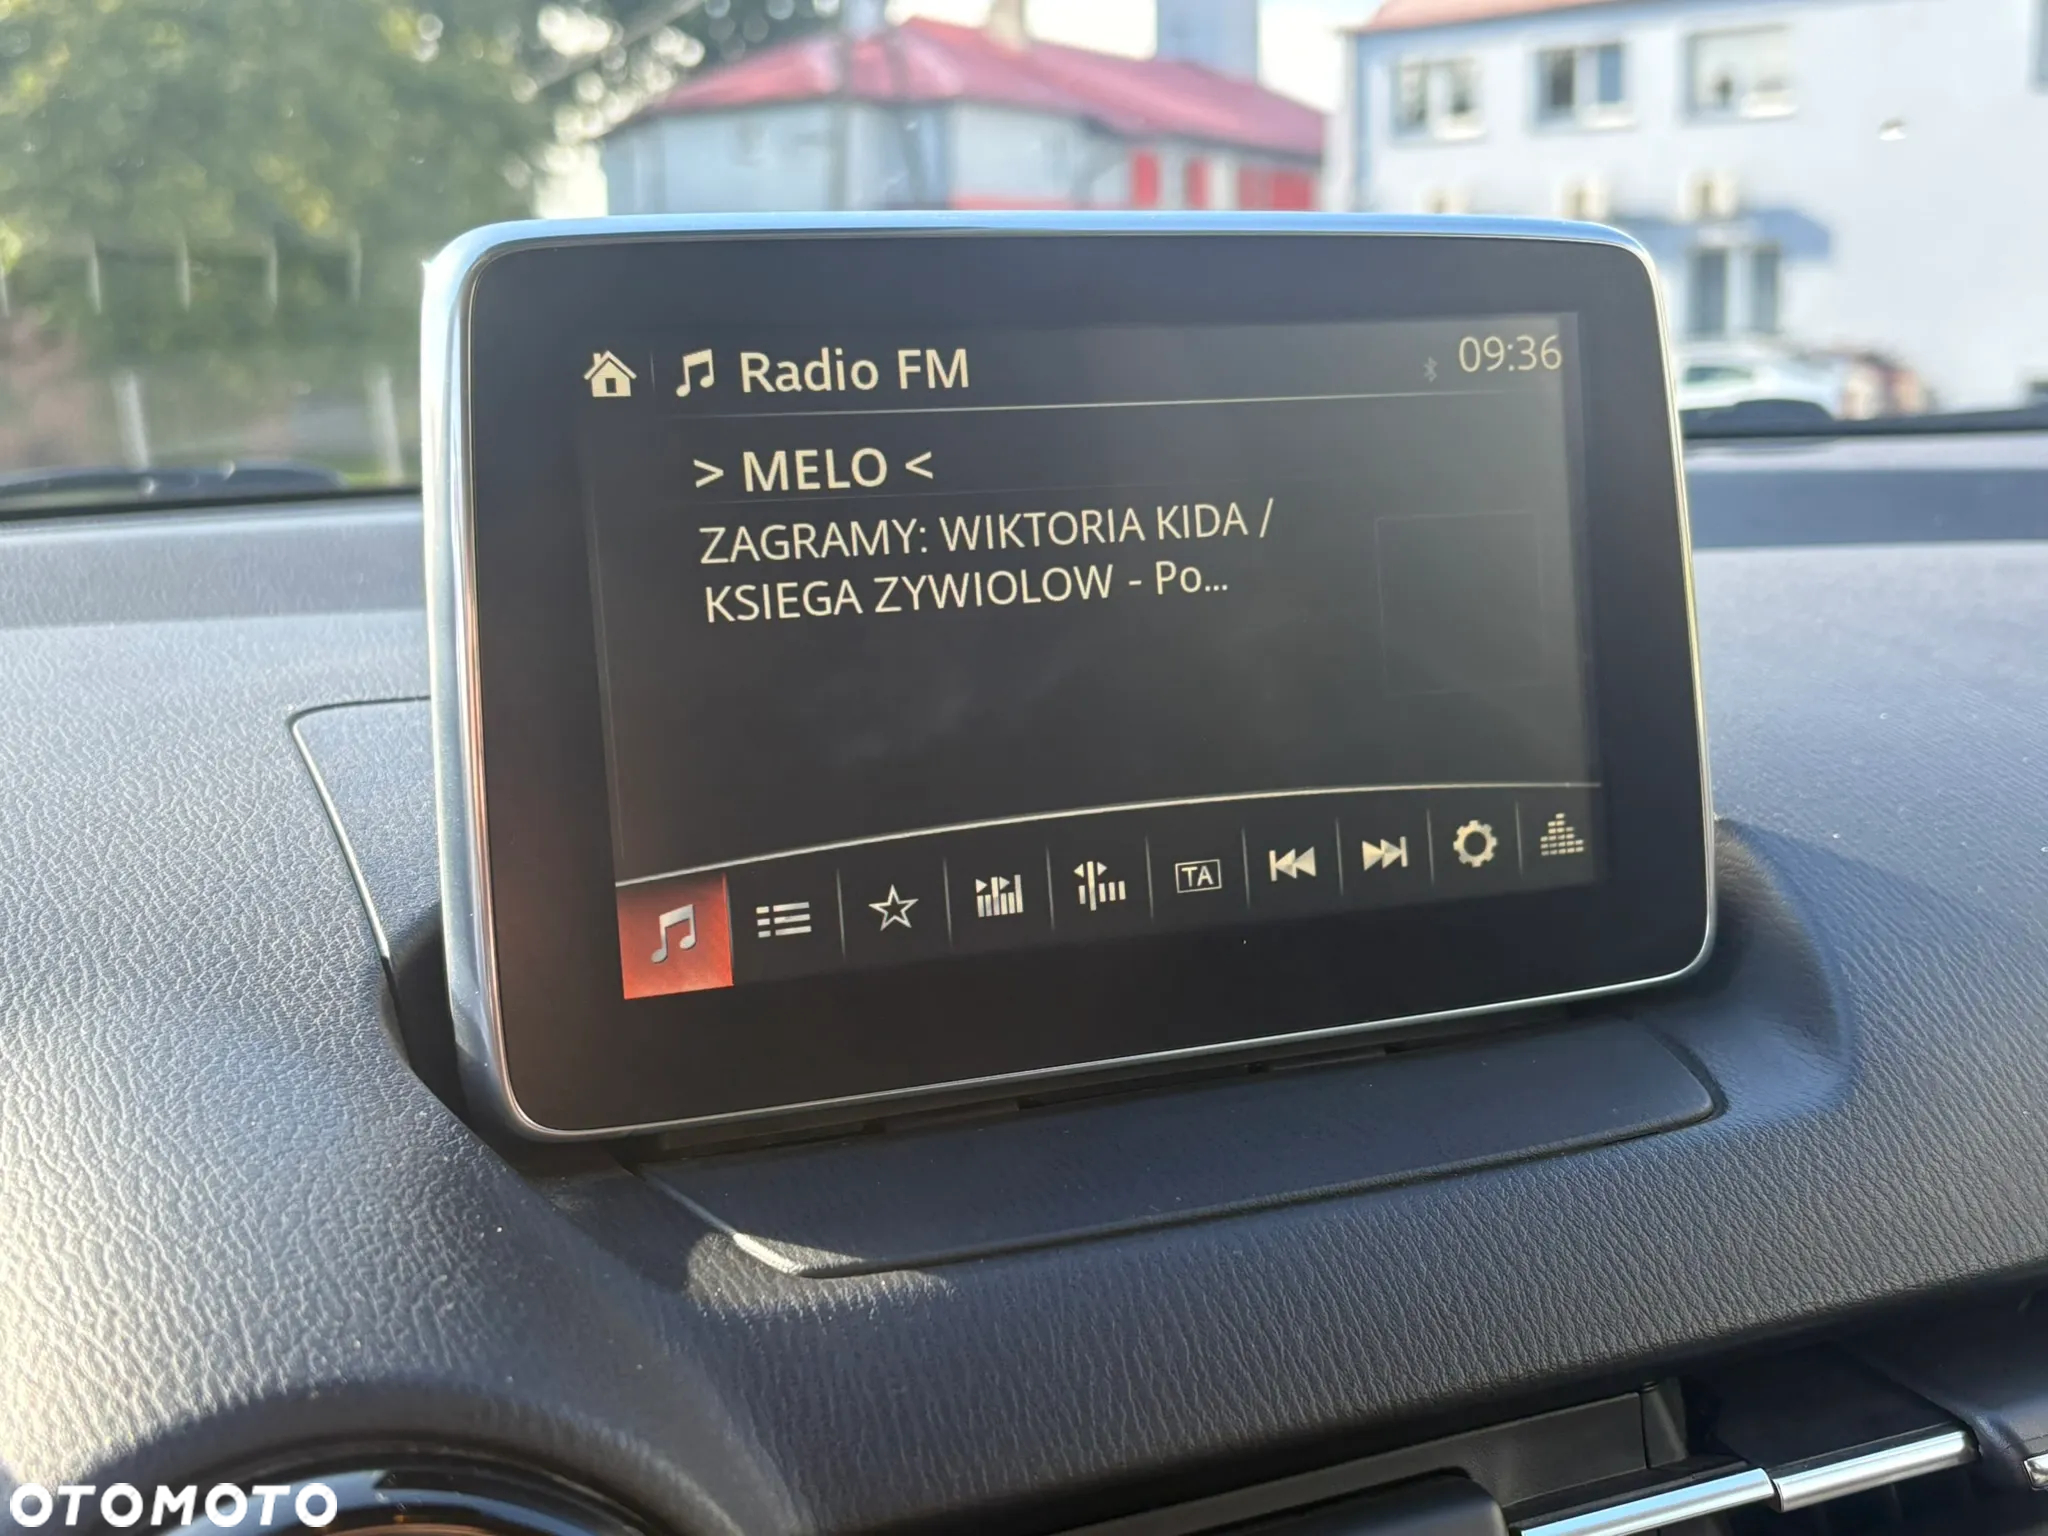 Radio FM
09:36
> MELO <
ZAGRAMY: WIKTORIA KIDA /
KSIEGA ZYWIOLOW - Po...
TA
OTOMOTO